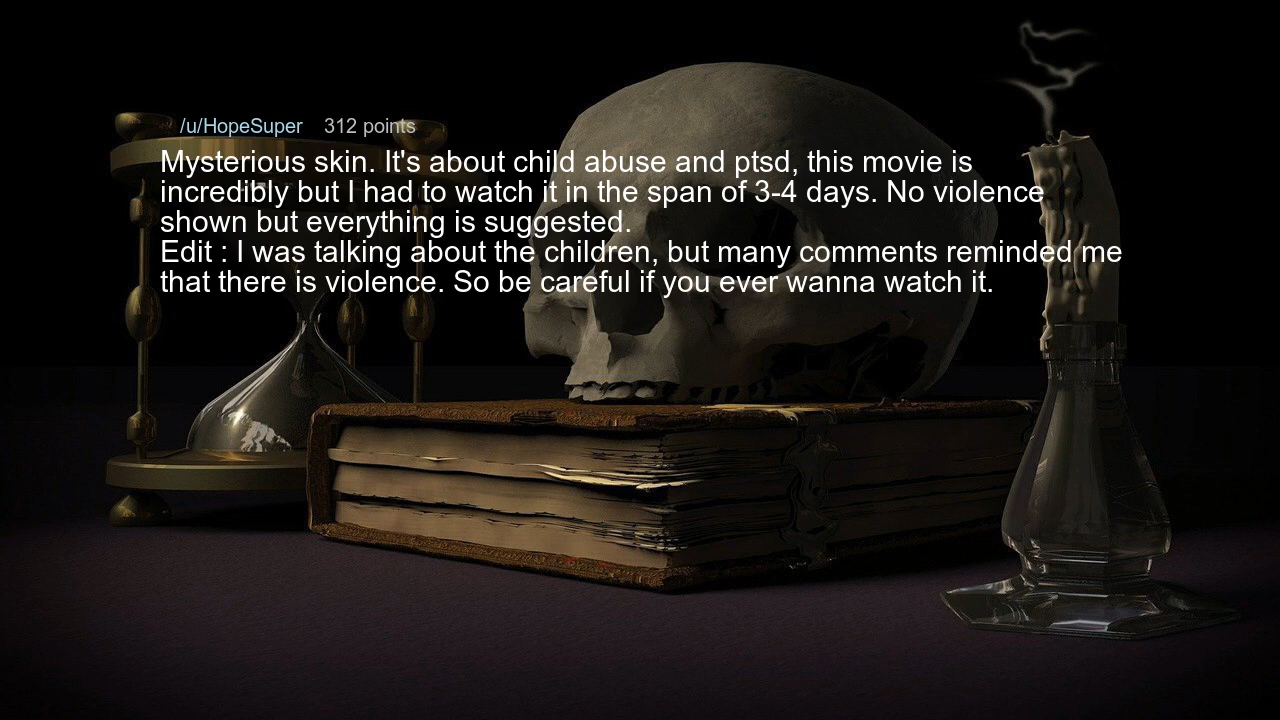 /u/HopeSuper 312 points
Mysterious skin. It's about child abuse and ptsd, this movie is
incredibly but I had to watch it in the span of 3-4 days. No violence
shown but everything is suggested.
Edit : I was talking about the children, but many comments reminded me
that there is violence. So be careful if you ever wanna watch it.